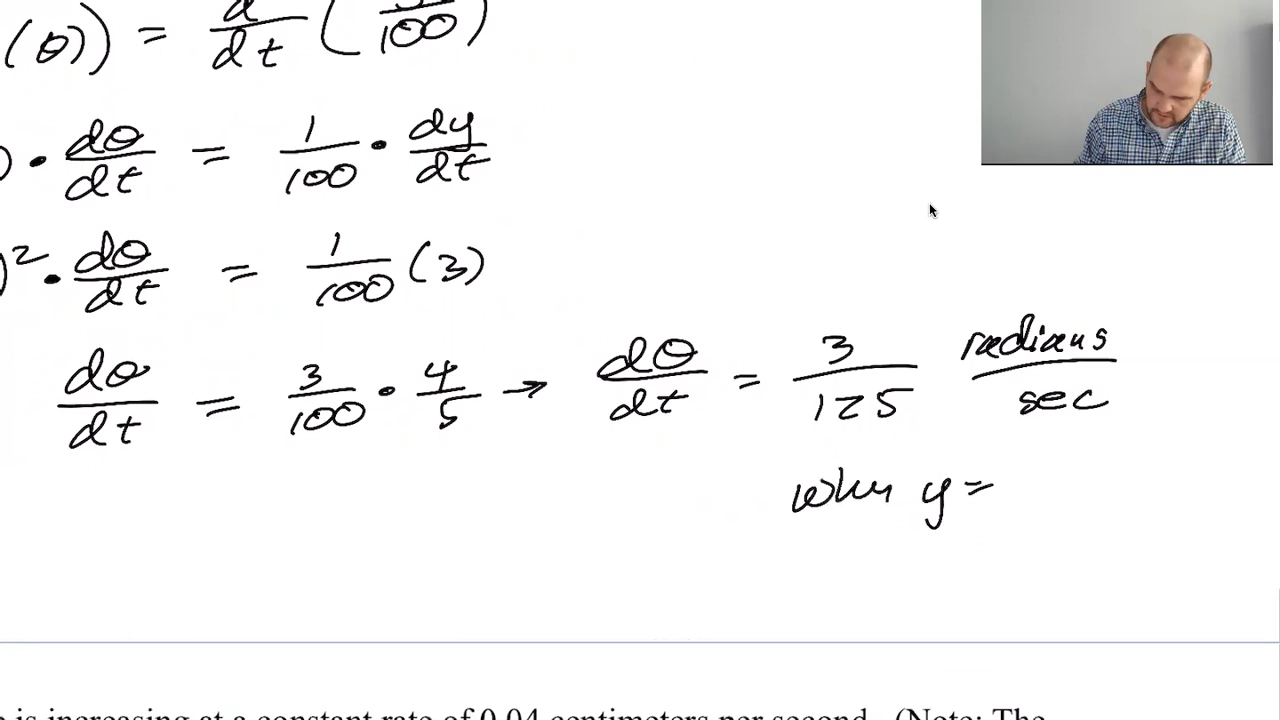 (θ)) = d/dt ( /100)
· dθ/dt = 1/100 · dy/dt
)² · dθ/dt = 1/100 (3)
dθ/dt = 3/100 · 4/5 → dθ/dt = 3/125 radians/sec
when y =
is increasing at a constant rate of 0.04 centimeters per second. (Note: The